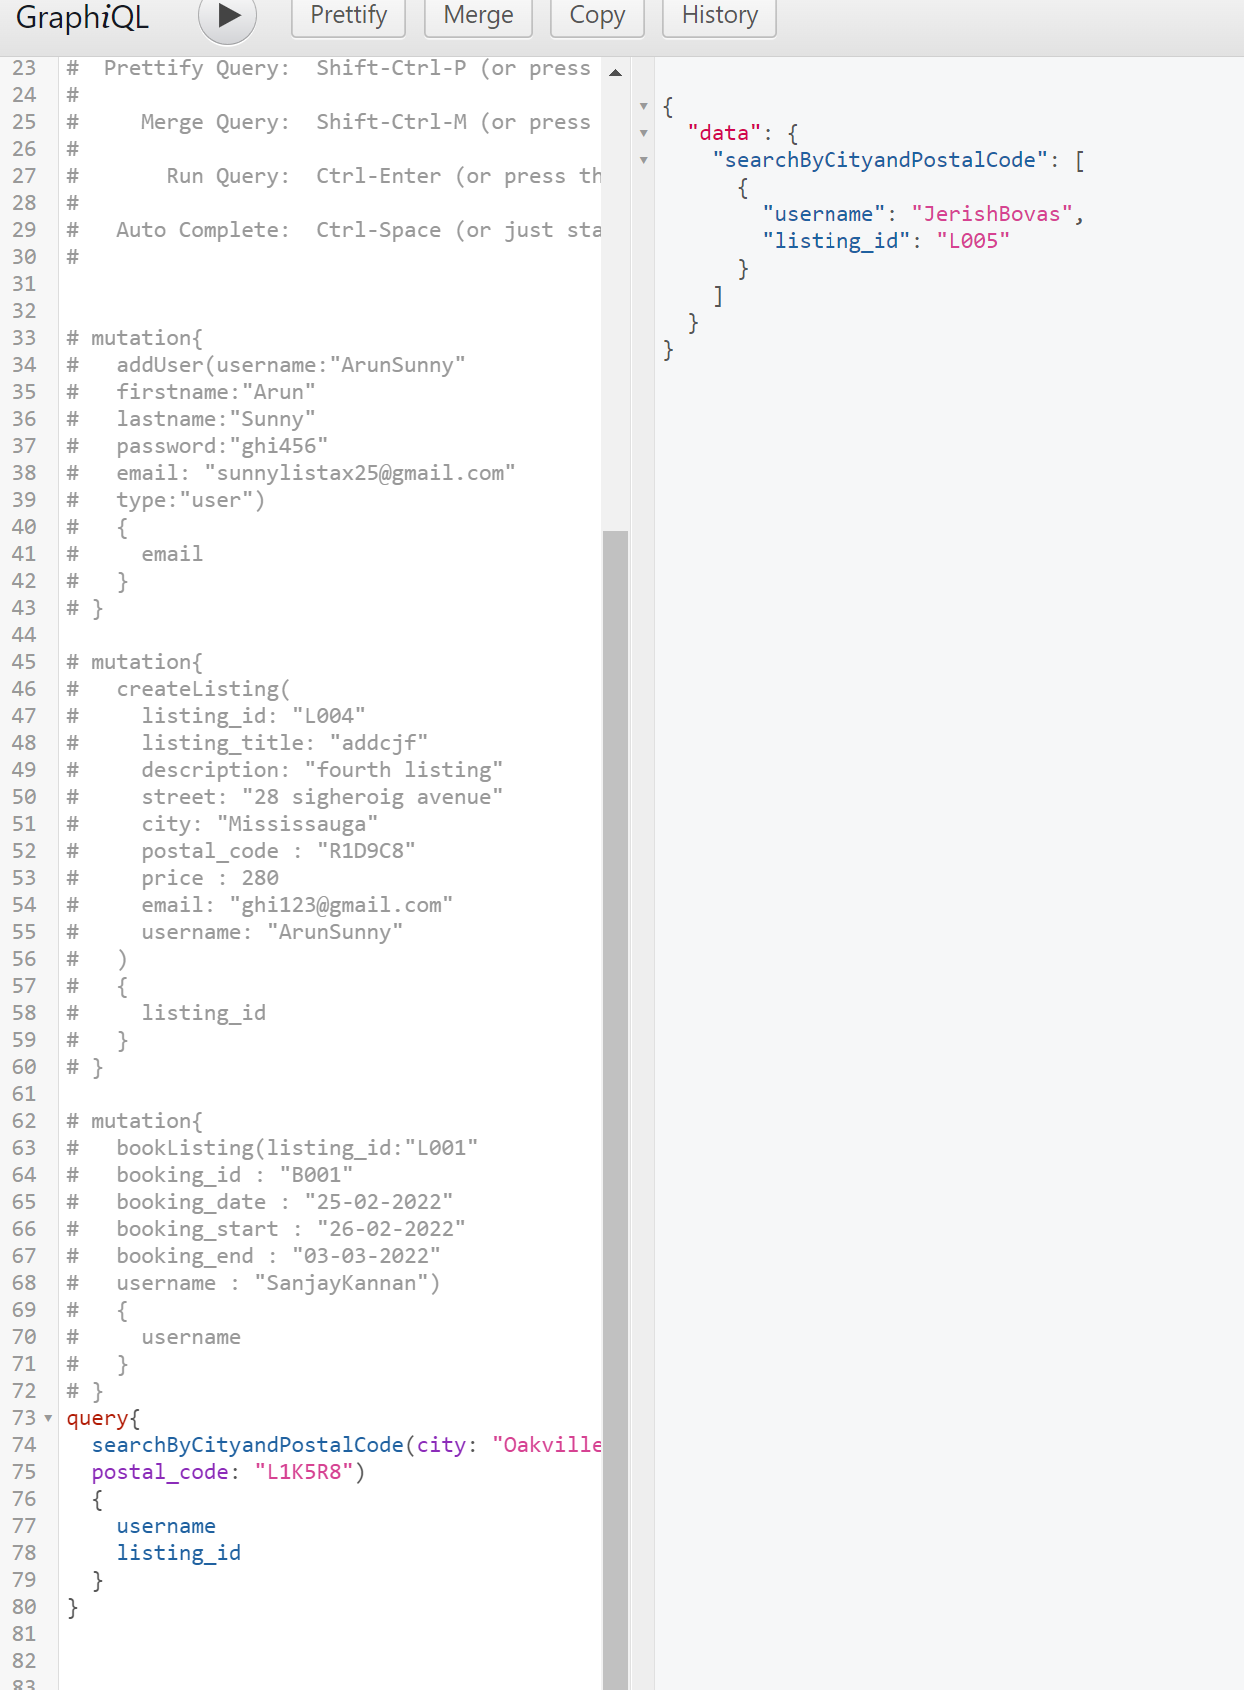 GraphiQL Prettify Merge Copy History
23 #  Prettify Query:  Shift-Ctrl-P (or press
24 #
25 #     Merge Query:  Shift-Ctrl-M (or press
26 #
27 #       Run Query:  Ctrl-Enter (or press th
28 #
29 #   Auto Complete:  Ctrl-Space (or just sta
30 #
31
32
33 # mutation{
34 #   addUser(username:"ArunSunny"
35 #   firstname:"Arun"
36 #   lastname:"Sunny"
37 #   password:"ghi456"
38 #   email: "sunnylistax25@gmail.com"
39 #   type:"user")
40 #   {
41 #     email
42 #   }
43 # }
44
45 # mutation{
46 #   createListing(
47 #     listing_id: "L004"
48 #     listing_title: "addcjf"
49 #     description: "fourth listing"
50 #     street: "28 sigheroig avenue"
51 #     city: "Mississauga"
52 #     postal_code : "R1D9C8"
53 #     price : 280
54 #     email: "ghi123@gmail.com"
55 #     username: "ArunSunny"
56 #   )
57 #   {
58 #     listing_id
59 #   }
60 # }
61
62 # mutation{
63 #   bookListing(listing_id:"L001"
64 #   booking_id : "B001"
65 #   booking_date : "25-02-2022"
66 #   booking_start : "26-02-2022"
67 #   booking_end : "03-03-2022"
68 #   username : "SanjayKannan")
69 #   {
70 #     username
71 #   }
72 # }
73 query{
74   searchByCityandPostalCode(city: "Oakville
75   postal_code: "L1K5R8")
76   {
77     username
78     listing_id
79   }
80 }
81
82
83
{
  "data": {
    "searchByCityandPostalCode": [
      {
        "username": "JerishBovas",
        "listing_id": "L005"
      }
    ]
  }
}